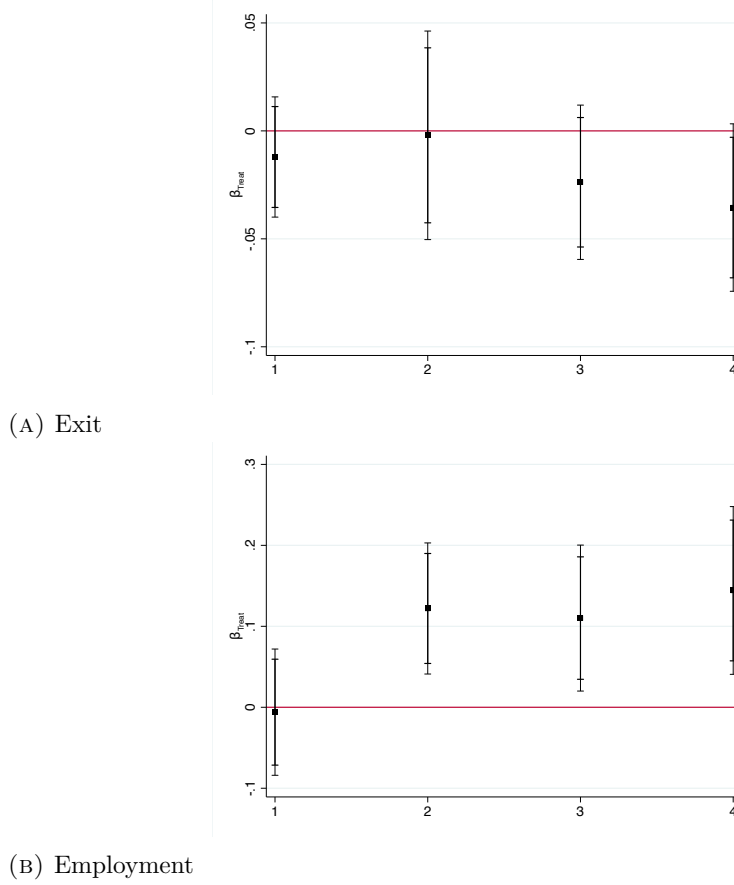 .05
0
-.05
-.1
β_Treat
1 2 3 4
(A) Exit
.3
.2
.1
0
-.1
β_Treat
1 2 3 4
(B) Employment